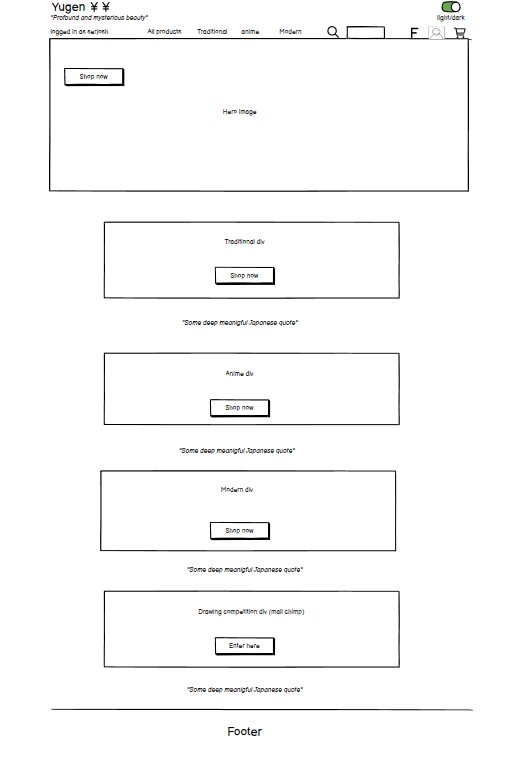 Yugen ¥ ¥
"Profound and mysterious beauty"
light/dark
logged in as serjosh
All products
Traditional
anime
Modern
F
Shop now
Hero image
Traditional div
Shop now
"Some deep meanigful Japanese quote"
Anime div
Shop now
"Some deep meanigful Japanese quote"
Modern div
Shop now
"Some deep meanigful Japanese quote"
Drawing competition div (mail chimp)
Enter here
"Some deep meanigful Japanese quote"
Footer